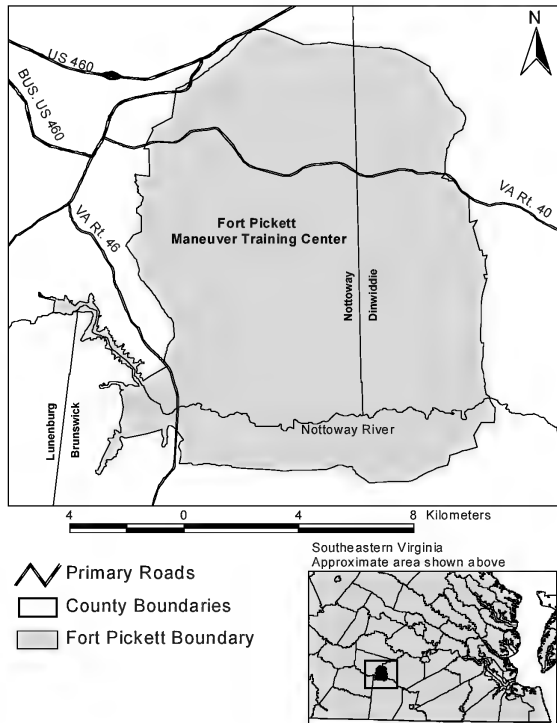 N
US 460
BUS. US 460
VA Rt. 40
VA Rt. 46
Fort Pickett
Maneuver Training Center
Nottoway
Dinwiddie
Lunenburg
Brunswick
Nottoway River
4 0 4 8 Kilometers
Primary Roads
County Boundaries
Fort Pickett Boundary
Southeastern Virginia
Approximate area shown above